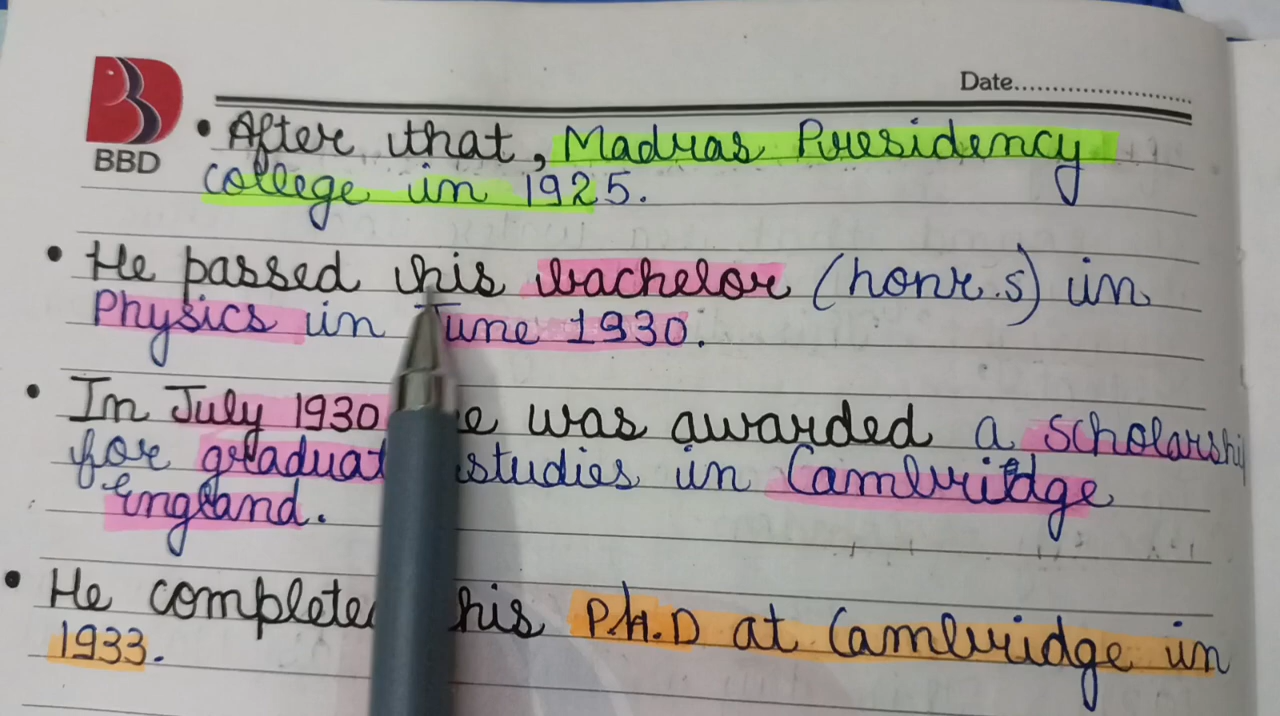 Date
BBD
• After that, Madras Presidency
college in 1925.
• He passed his bachelor (honr.s) in
Physics in June 1930.
• In July 1930 was awarded a scholarshi
for graduat studies in Cambridge
England.
• He complete his P.H.D at Cambridge in
1933.